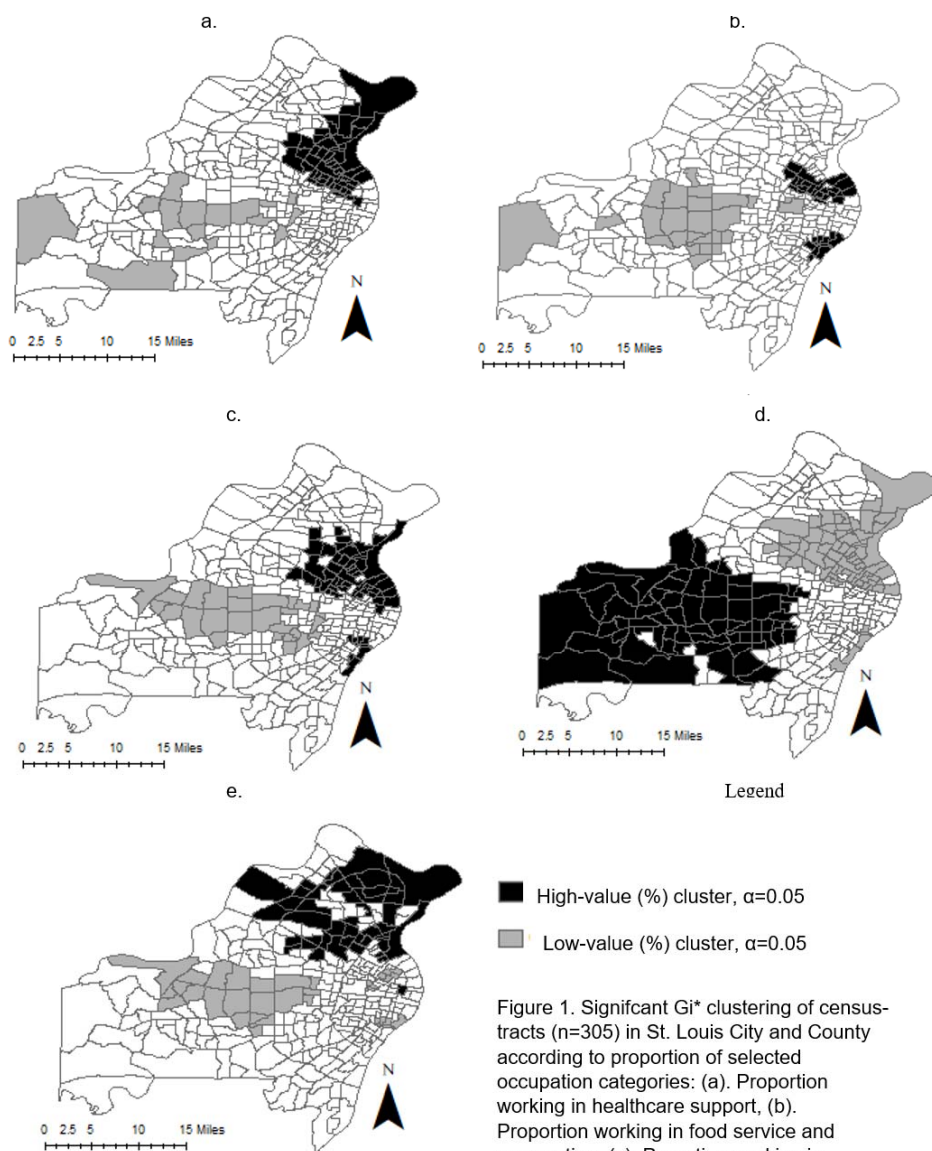 a.
b.
N
0 2.5 5 10 15 Miles
N
0 2.5 5 10 15 Miles
c.
d.
N
0 2.5 5 10 15 Miles
N
0 2.5 5 10 15 Miles
e.
Legend
N
0 2.5 5 10 15 Miles
High-value (%) cluster, α=0.05
Low-value (%) cluster, α=0.05
Figure 1. Signifcant Gi* clustering of census-
tracts (n=305) in St. Louis City and County
according to proportion of selected
occupation categories: (a). Proportion
working in healthcare support, (b).
Proportion working in food service and